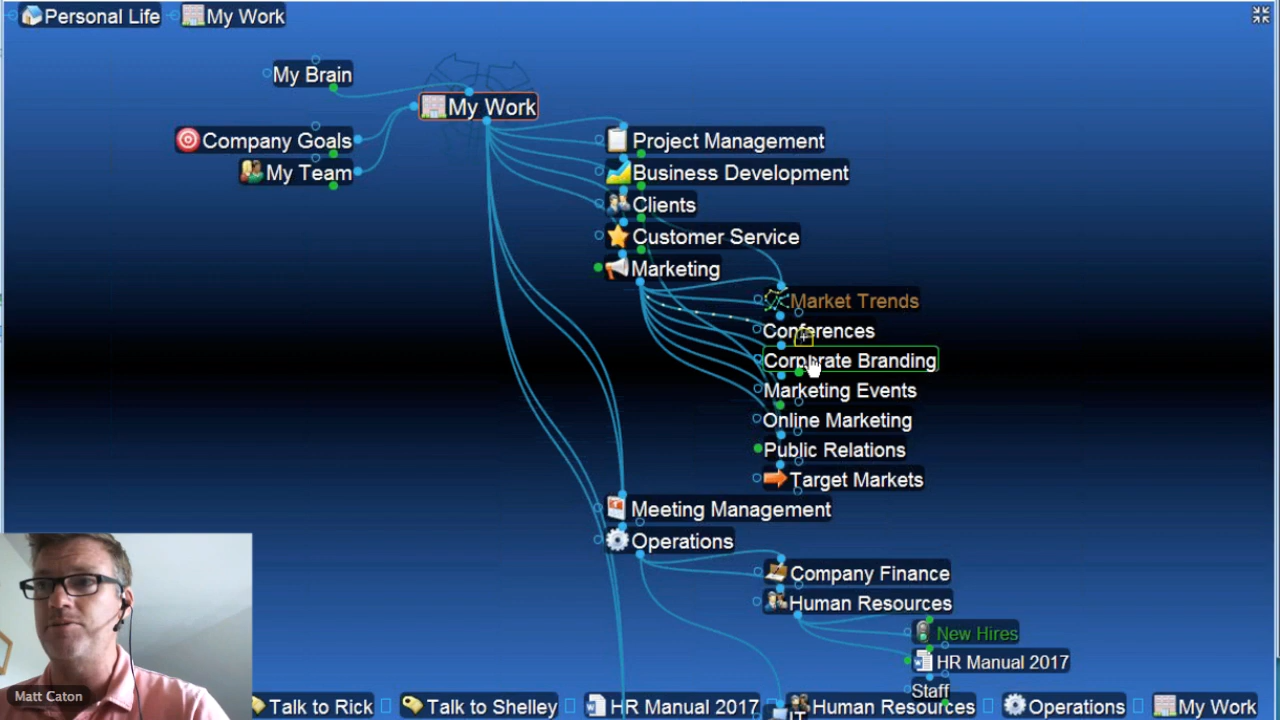 Personal Life
My Work
My Brain
My Work
Company Goals
My Team
Project Management
Business Development
Clients
Customer Service
Marketing
Market Trends
Conferences
Corporate Branding
Marketing Events
Online Marketing
Public Relations
Target Markets
Meeting Management
Operations
Company Finance
Human Resources
New Hires
HR Manual 2017
Staff
IT
Matt Caton
Talk to Rick
Talk to Shelley
HR Manual 2017
Human Resources
Operations
My Work